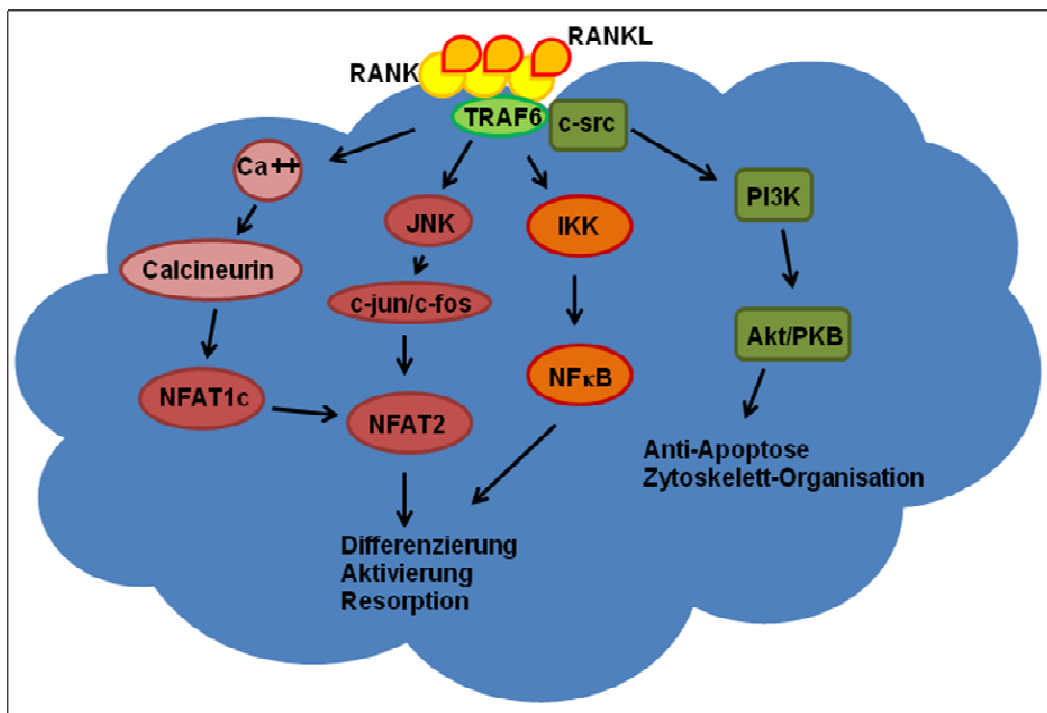 RANKL
RANK
TRAF6
c-src
Ca++
PI3K
JNK
IKK
Calcineurin
c-jun/c-fos
Akt/PKB
NFκB
NFAT1c
NFAT2
Anti-Apoptose
Zytoskelett-Organisation
Differenzierung
Aktivierung
Resorption